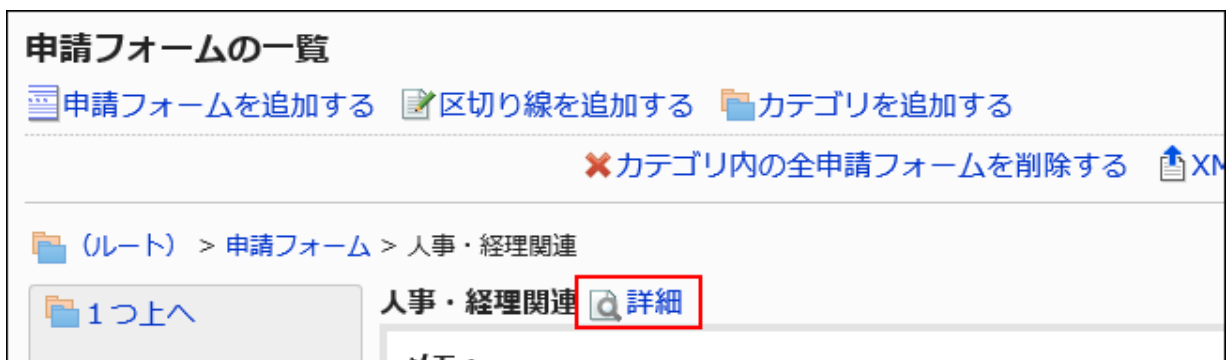 申請フォームの一覧
申請フォームを追加する 区切り線を追加する カテゴリを追加する
カテゴリ内の全申請フォームを削除する
(ルート) > 申請フォーム > 人事・経理関連
1つ上へ
人事・経理関連 詳細